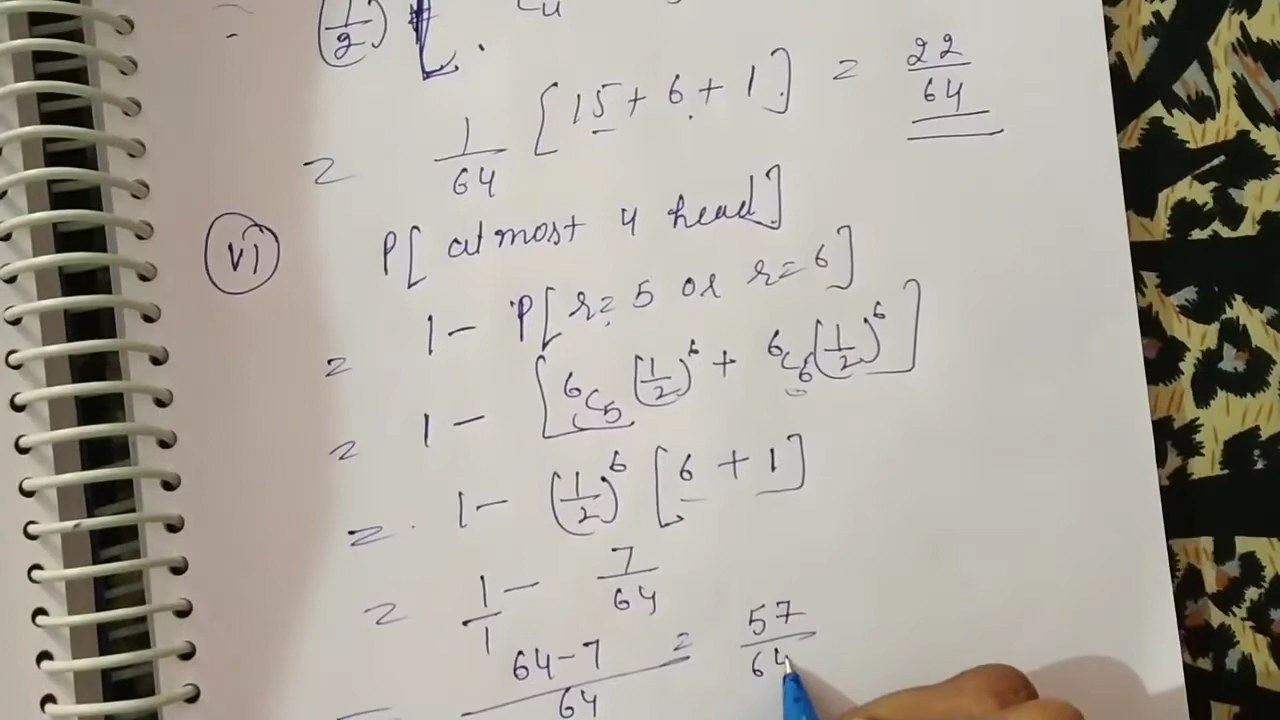 = (1/2)
= 1/64 [15 + 6 + 1] = 22/64
vi) P[ atmost 4 head]
= 1 - P[r = 5 or r = 6]
= 1 - [⁶C₅ (1/2)⁶ + ⁶C₆ (1/2)⁶]
= 1 - (1/2)⁶ [6 + 1]
= 1/1 - 7/64
= 64-7/64 = 57/64